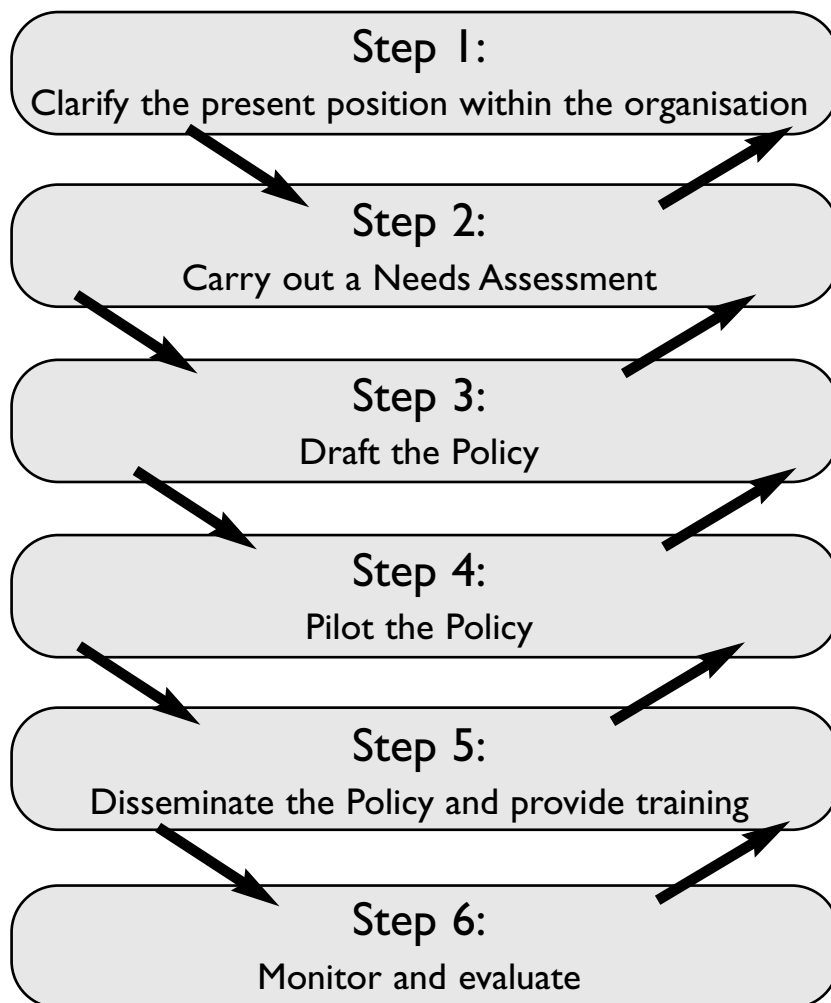 Step 1:
Clarify the present position within the organisation
Step 2:
Carry out a Needs Assessment
Step 3:
Draft the Policy
Step 4:
Pilot the Policy
Step 5:
Disseminate the Policy and provide training
Step 6:
Monitor and evaluate